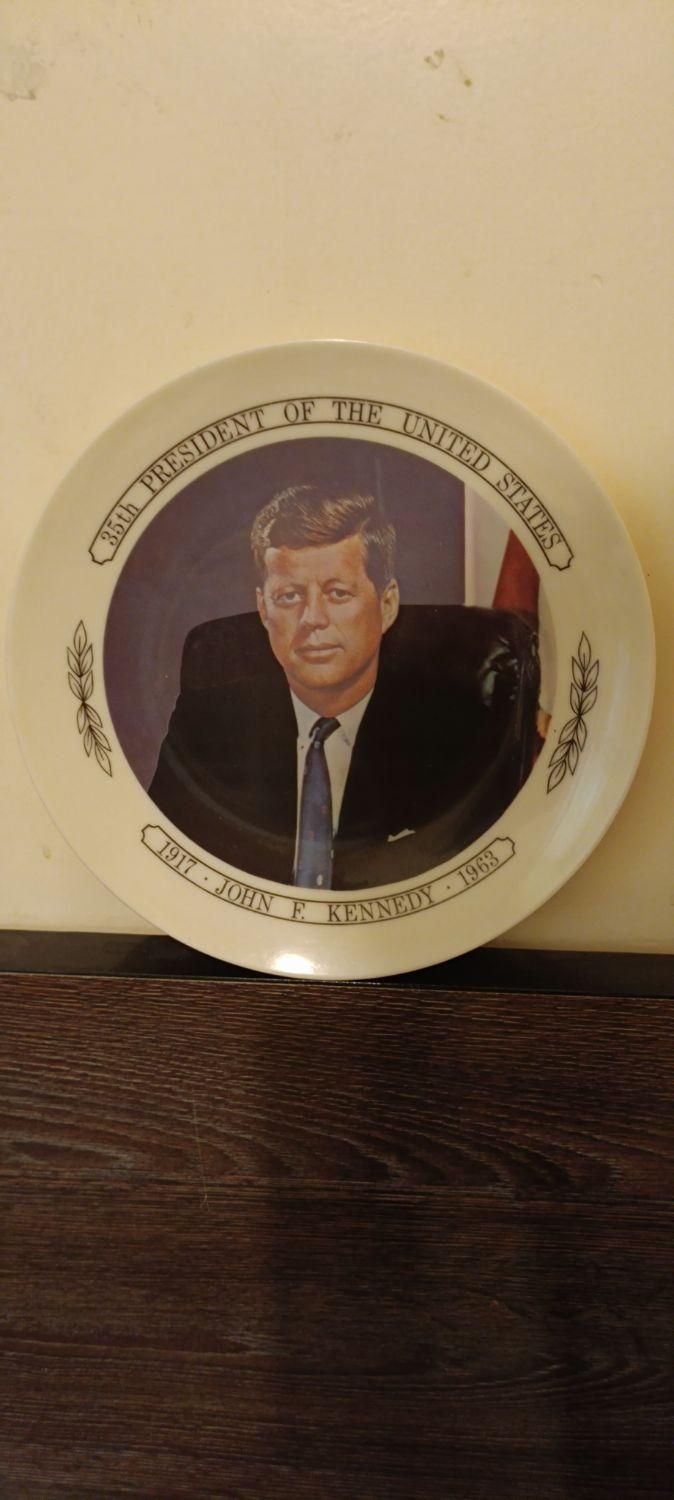 35th PRESIDENT OF THE UNITED STATES
1917 · JOHN F. KENNEDY · 1963